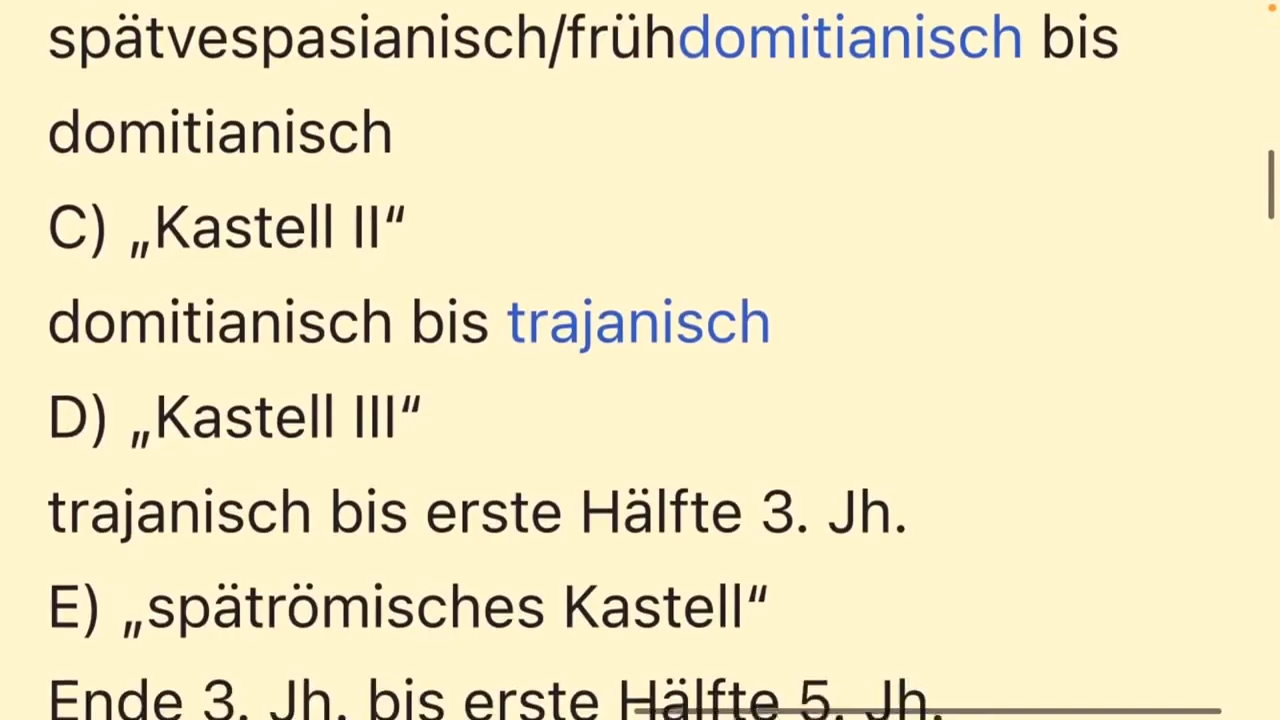 spätvespasianisch/frühdomitianisch bis
domitianisch
C) „Kastell II“
domitianisch bis trajanisch
D) „Kastell III“
trajanisch bis erste Hälfte 3. Jh.
E) „spätrömisches Kastell“
Ende 3. Jh. bis erste Hälfte 5. Jh.